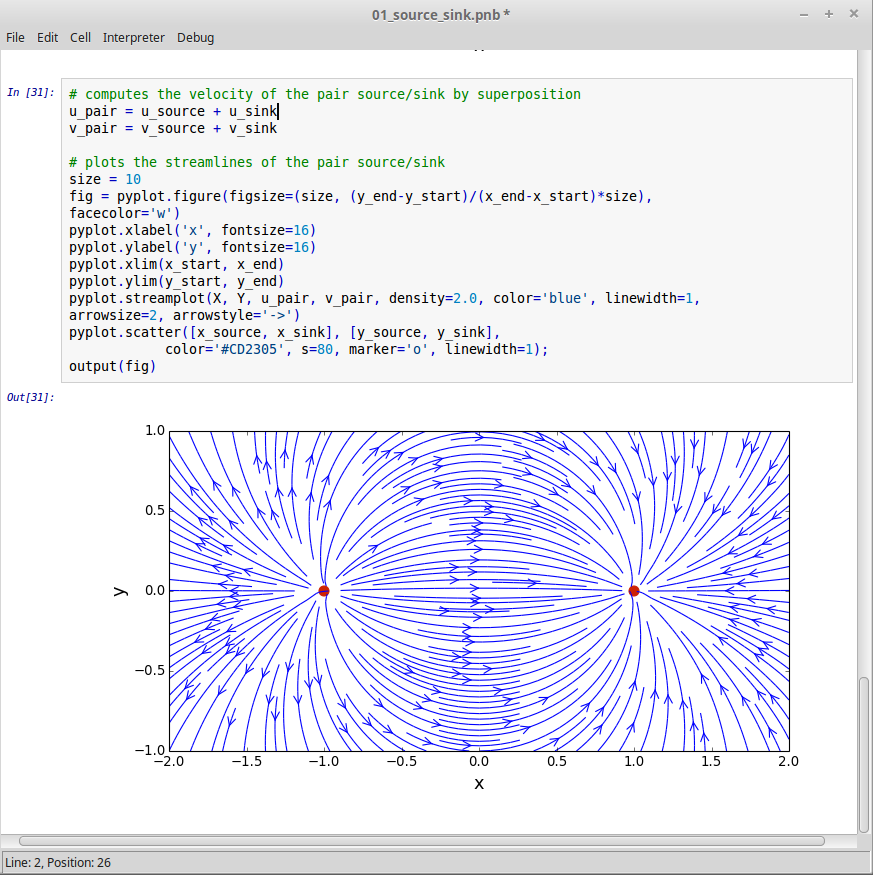 01_source_sink.pnb *
File Edit Cell Interpreter Debug
In [31]:
# computes the velocity of the pair source/sink by superposition
u_pair = u_source + u_sink
v_pair = v_source + v_sink
# plots the streamlines of the pair source/sink
size = 10
fig = pyplot.figure(figsize=(size, (y_end-y_start)/(x_end-x_start)*size),
facecolor='w')
pyplot.xlabel('x', fontsize=16)
pyplot.ylabel('y', fontsize=16)
pyplot.xlim(x_start, x_end)
pyplot.ylim(y_start, y_end)
pyplot.streamplot(X, Y, u_pair, v_pair, density=2.0, color='blue', linewidth=1,
arrowsize=2, arrowstyle='->')
pyplot.scatter([x_source, x_sink], [y_source, y_sink],
color='#CD2305', s=80, marker='o', linewidth=1);
output(fig)
Out[31]:
1.0
0.5
0.0
−0.5
−1.0
y
−2.0 −1.5 −1.0 −0.5 0.0 0.5 1.0 1.5 2.0
x
Line: 2, Position: 26